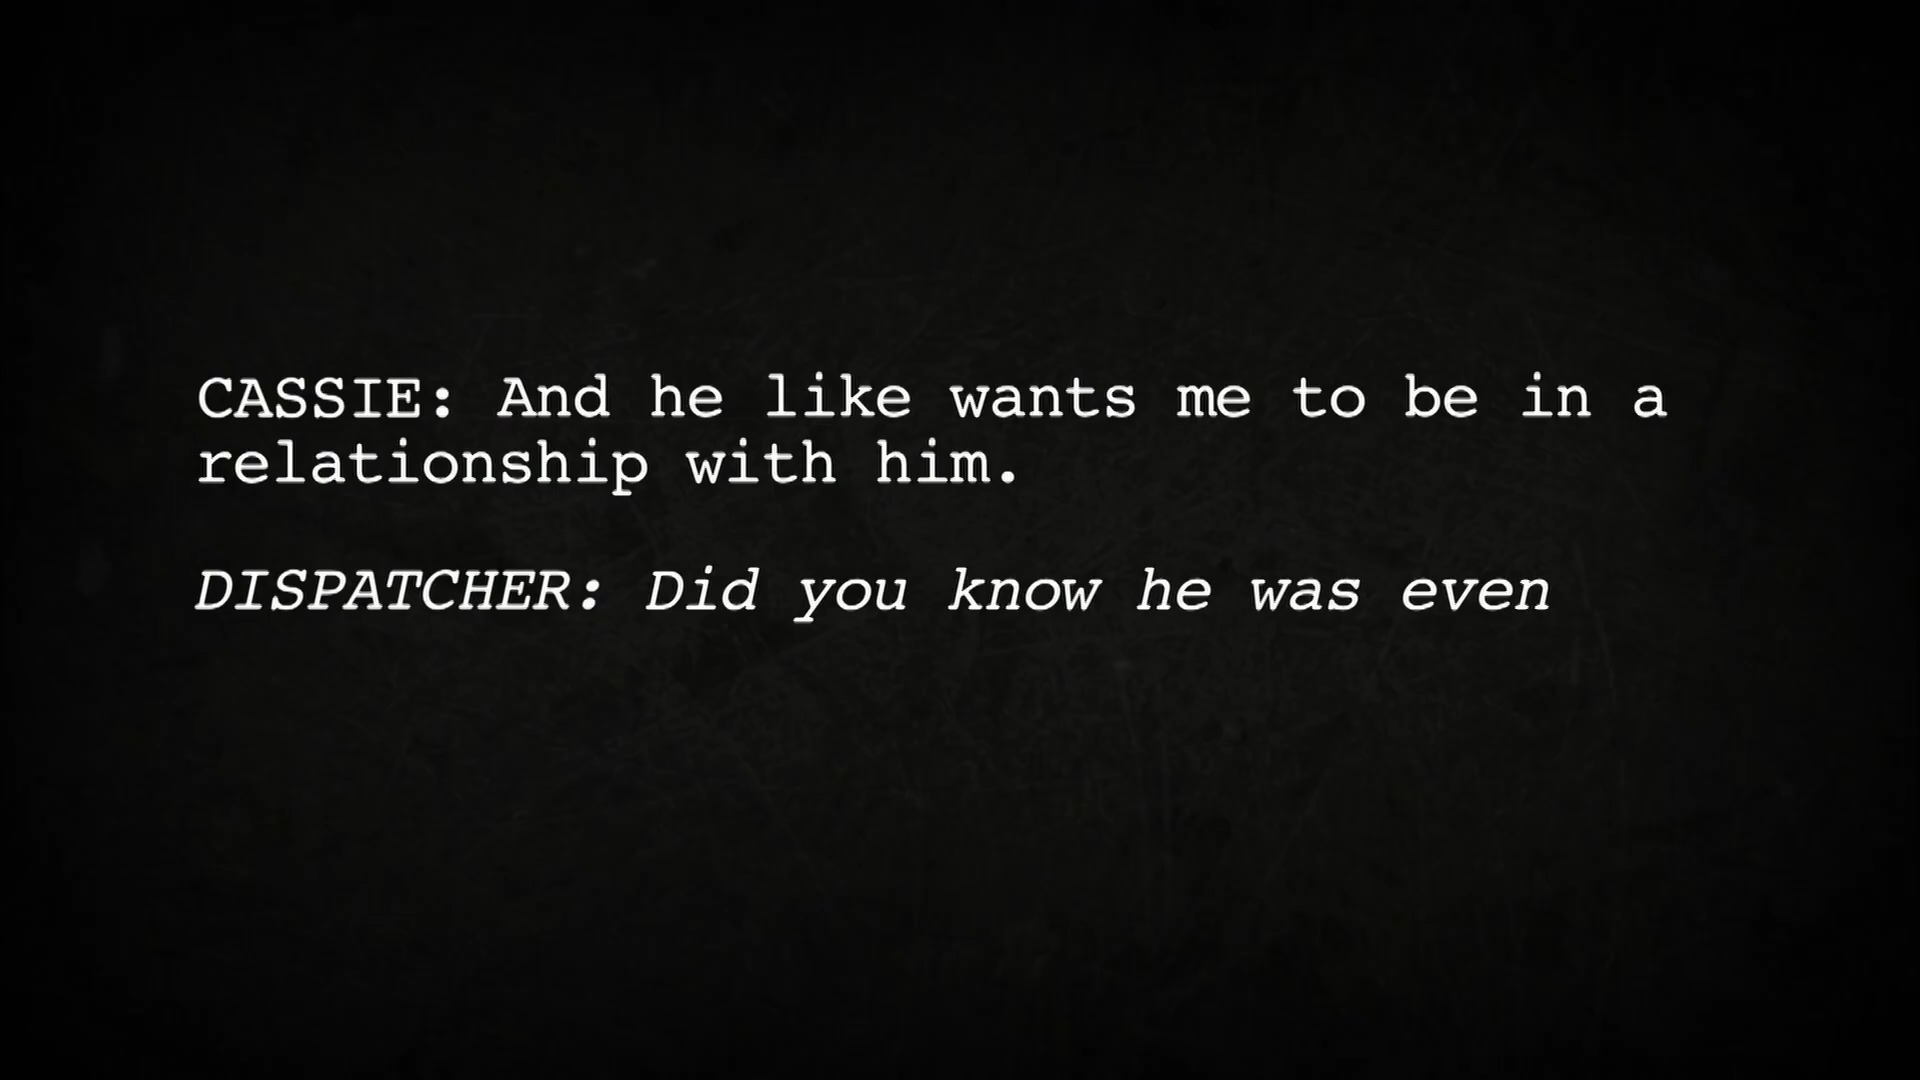 CASSIE: And he like wants me to be in a
relationship with him.
DISPATCHER: Did you know he was even